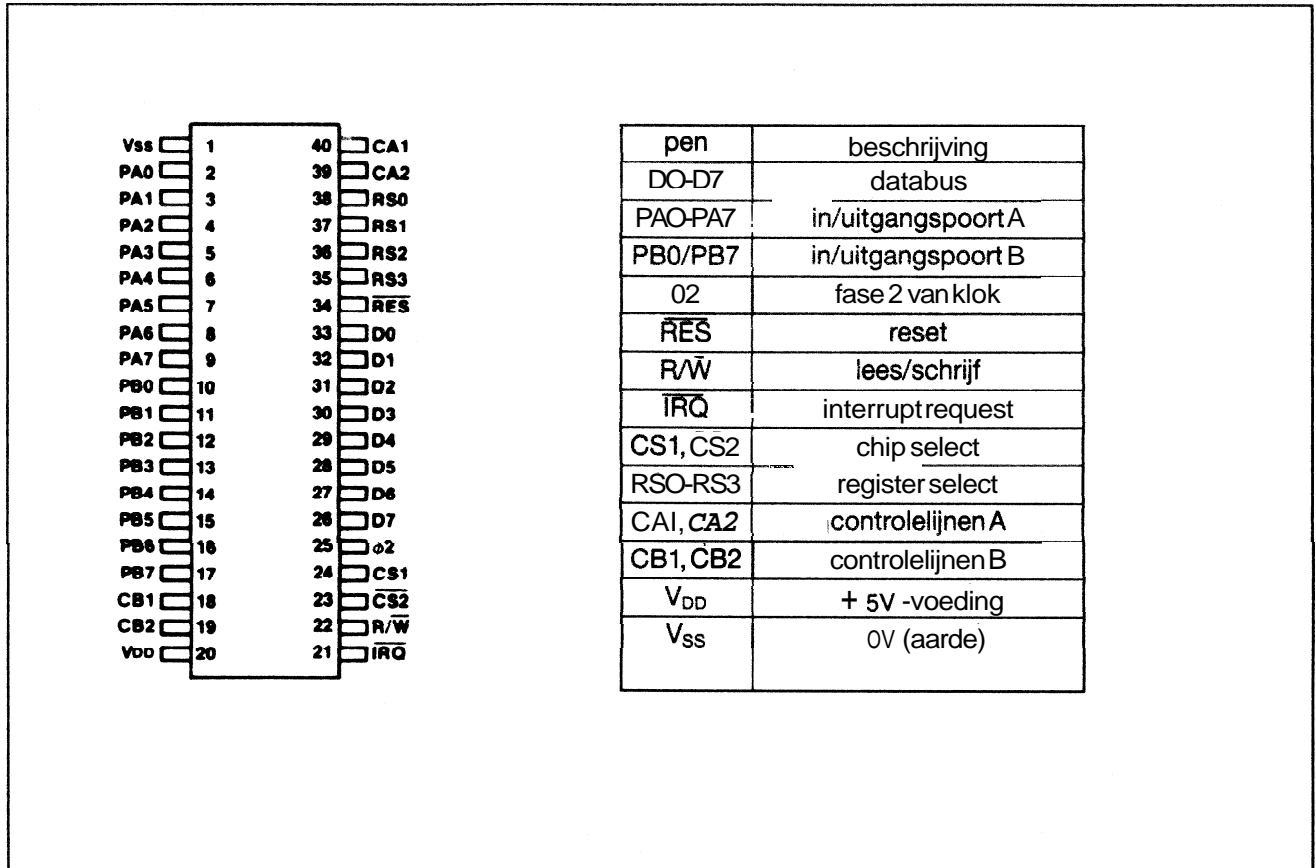 Vss 1 40 CA1
PA0 2 39 CA2
PA1 3 38 RS0
PA2 4 37 RS1
PA3 5 36 RS2
PA4 6 35 RS3
PA5 7 34 R̅E̅S̅
PA6 8 33 D0
PA7 9 32 D1
PB0 10 31 D2
PB1 11 30 D3
PB2 12 29 D4
PB3 13 28 D5
PB4 14 27 D6
PB5 15 26 D7
PB6 16 25 ϕ2
PB7 17 24 CS1
CB1 18 23 C̅S̅2̅
CB2 19 22 R/W̅
VDD 20 21 I̅R̅Q̅
pen beschrijving
DO-D7 databus
PAO-PA7 in/uitgangspoort A
PB0/PB7 in/uitgangspoort B
02 fase 2 van klok
R̅E̅S̅ reset
R/W̅ lees/schrijf
I̅R̅Q̅ interrupt request
CS1, C̅S2 chip select
RSO-RS3 register select
CAI, CA2 controlelijnen A
CB1, CB2 controlelijnen B
VDD + 5V -voeding
VSS 0V (aarde)